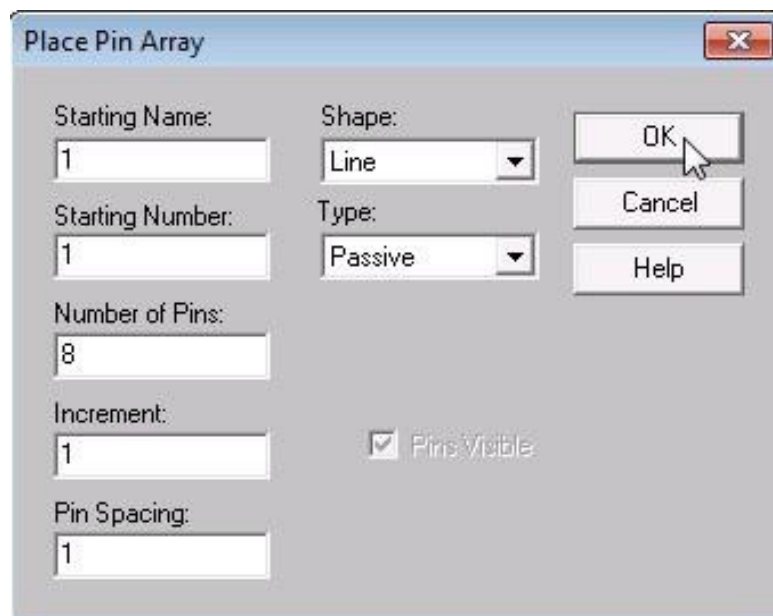 Place Pin Array
Starting Name:
1
Starting Number:
1
Number of Pins:
8
Increment:
1
Pin Spacing:
1
Shape:
Line
Type:
Passive
Pins Visible
OK
Cancel
Help